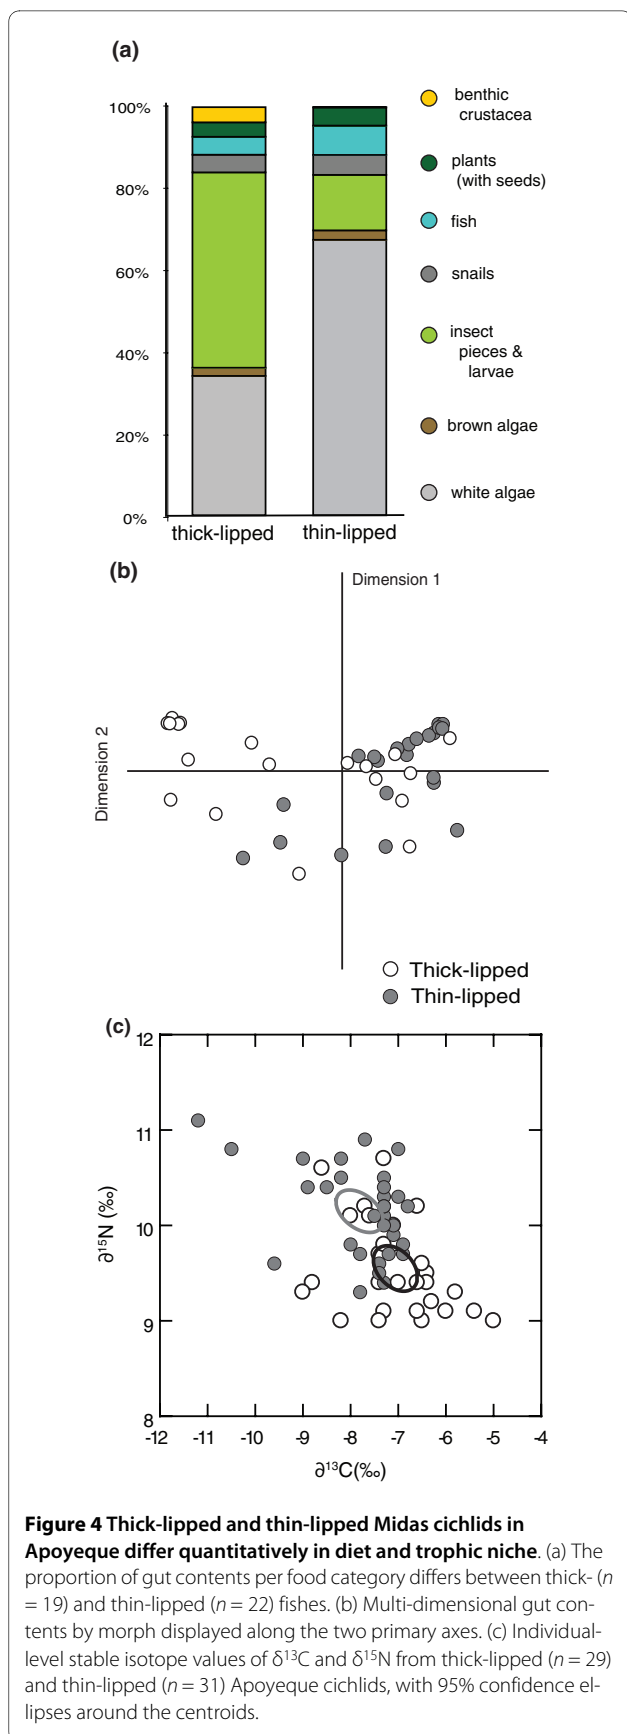 (a)
100%
80%
60%
40%
20%
0%
thick-lipped
thin-lipped
benthic
crustacea
plants
(with seeds)
fish
snails
insect
pieces &
larvae
brown algae
white algae
(b)
Dimension 1
Dimension 2
Thick-lipped
Thin-lipped
(c)
12
11
10
9
8
-12 -11 -10 -9 -8 -7 -6 -5 -4
∂¹⁵N (‰)
∂¹³C(‰)
Figure 4 Thick-lipped and thin-lipped Midas cichlids in
Apoyeque differ quantitatively in diet and trophic niche. (a) The
proportion of gut contents per food category differs between thick- (n
= 19) and thin-lipped (n = 22) fishes. (b) Multi-dimensional gut con-
tents by morph displayed along the two primary axes. (c) Individual-
level stable isotope values of δ¹³C and δ¹⁵N from thick-lipped (n = 29)
and thin-lipped (n = 31) Apoyeque cichlids, with 95% confidence el-
lipses around the centroids.